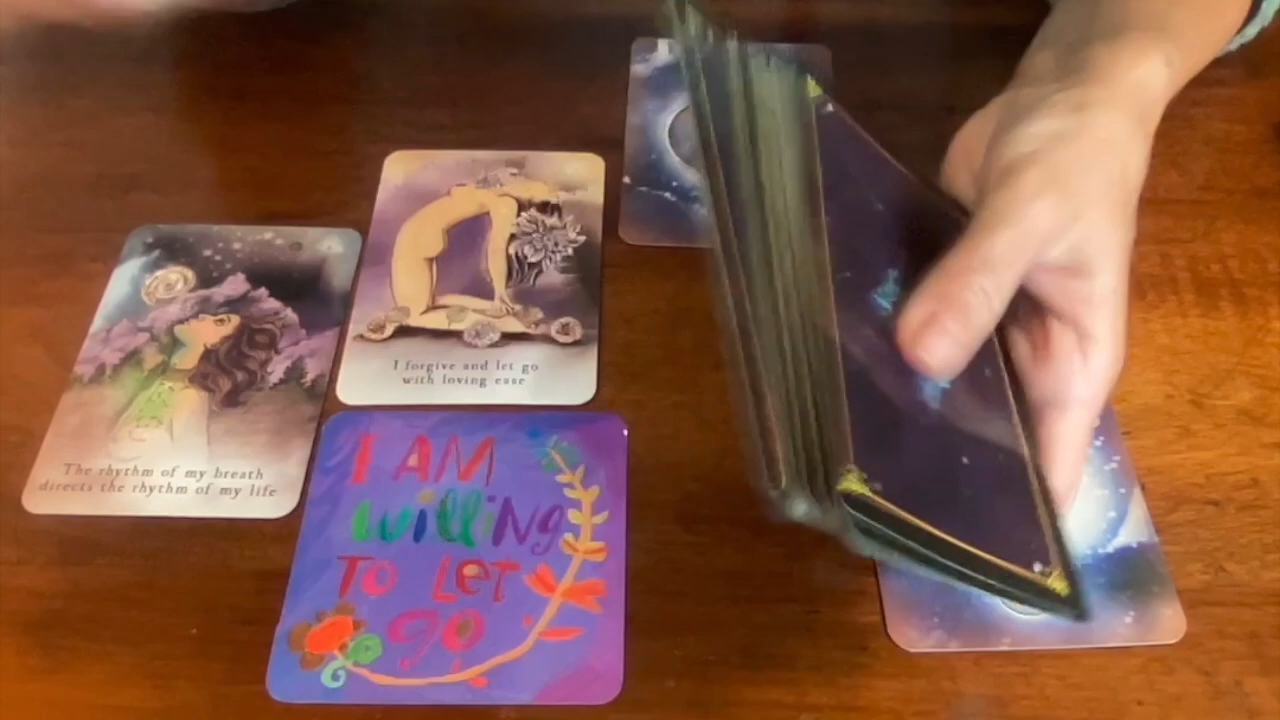 I forgive and let go
with loving ease
The rhythm of my breath
directs the rhythm of my life
I AM
willing
TO LeT
go